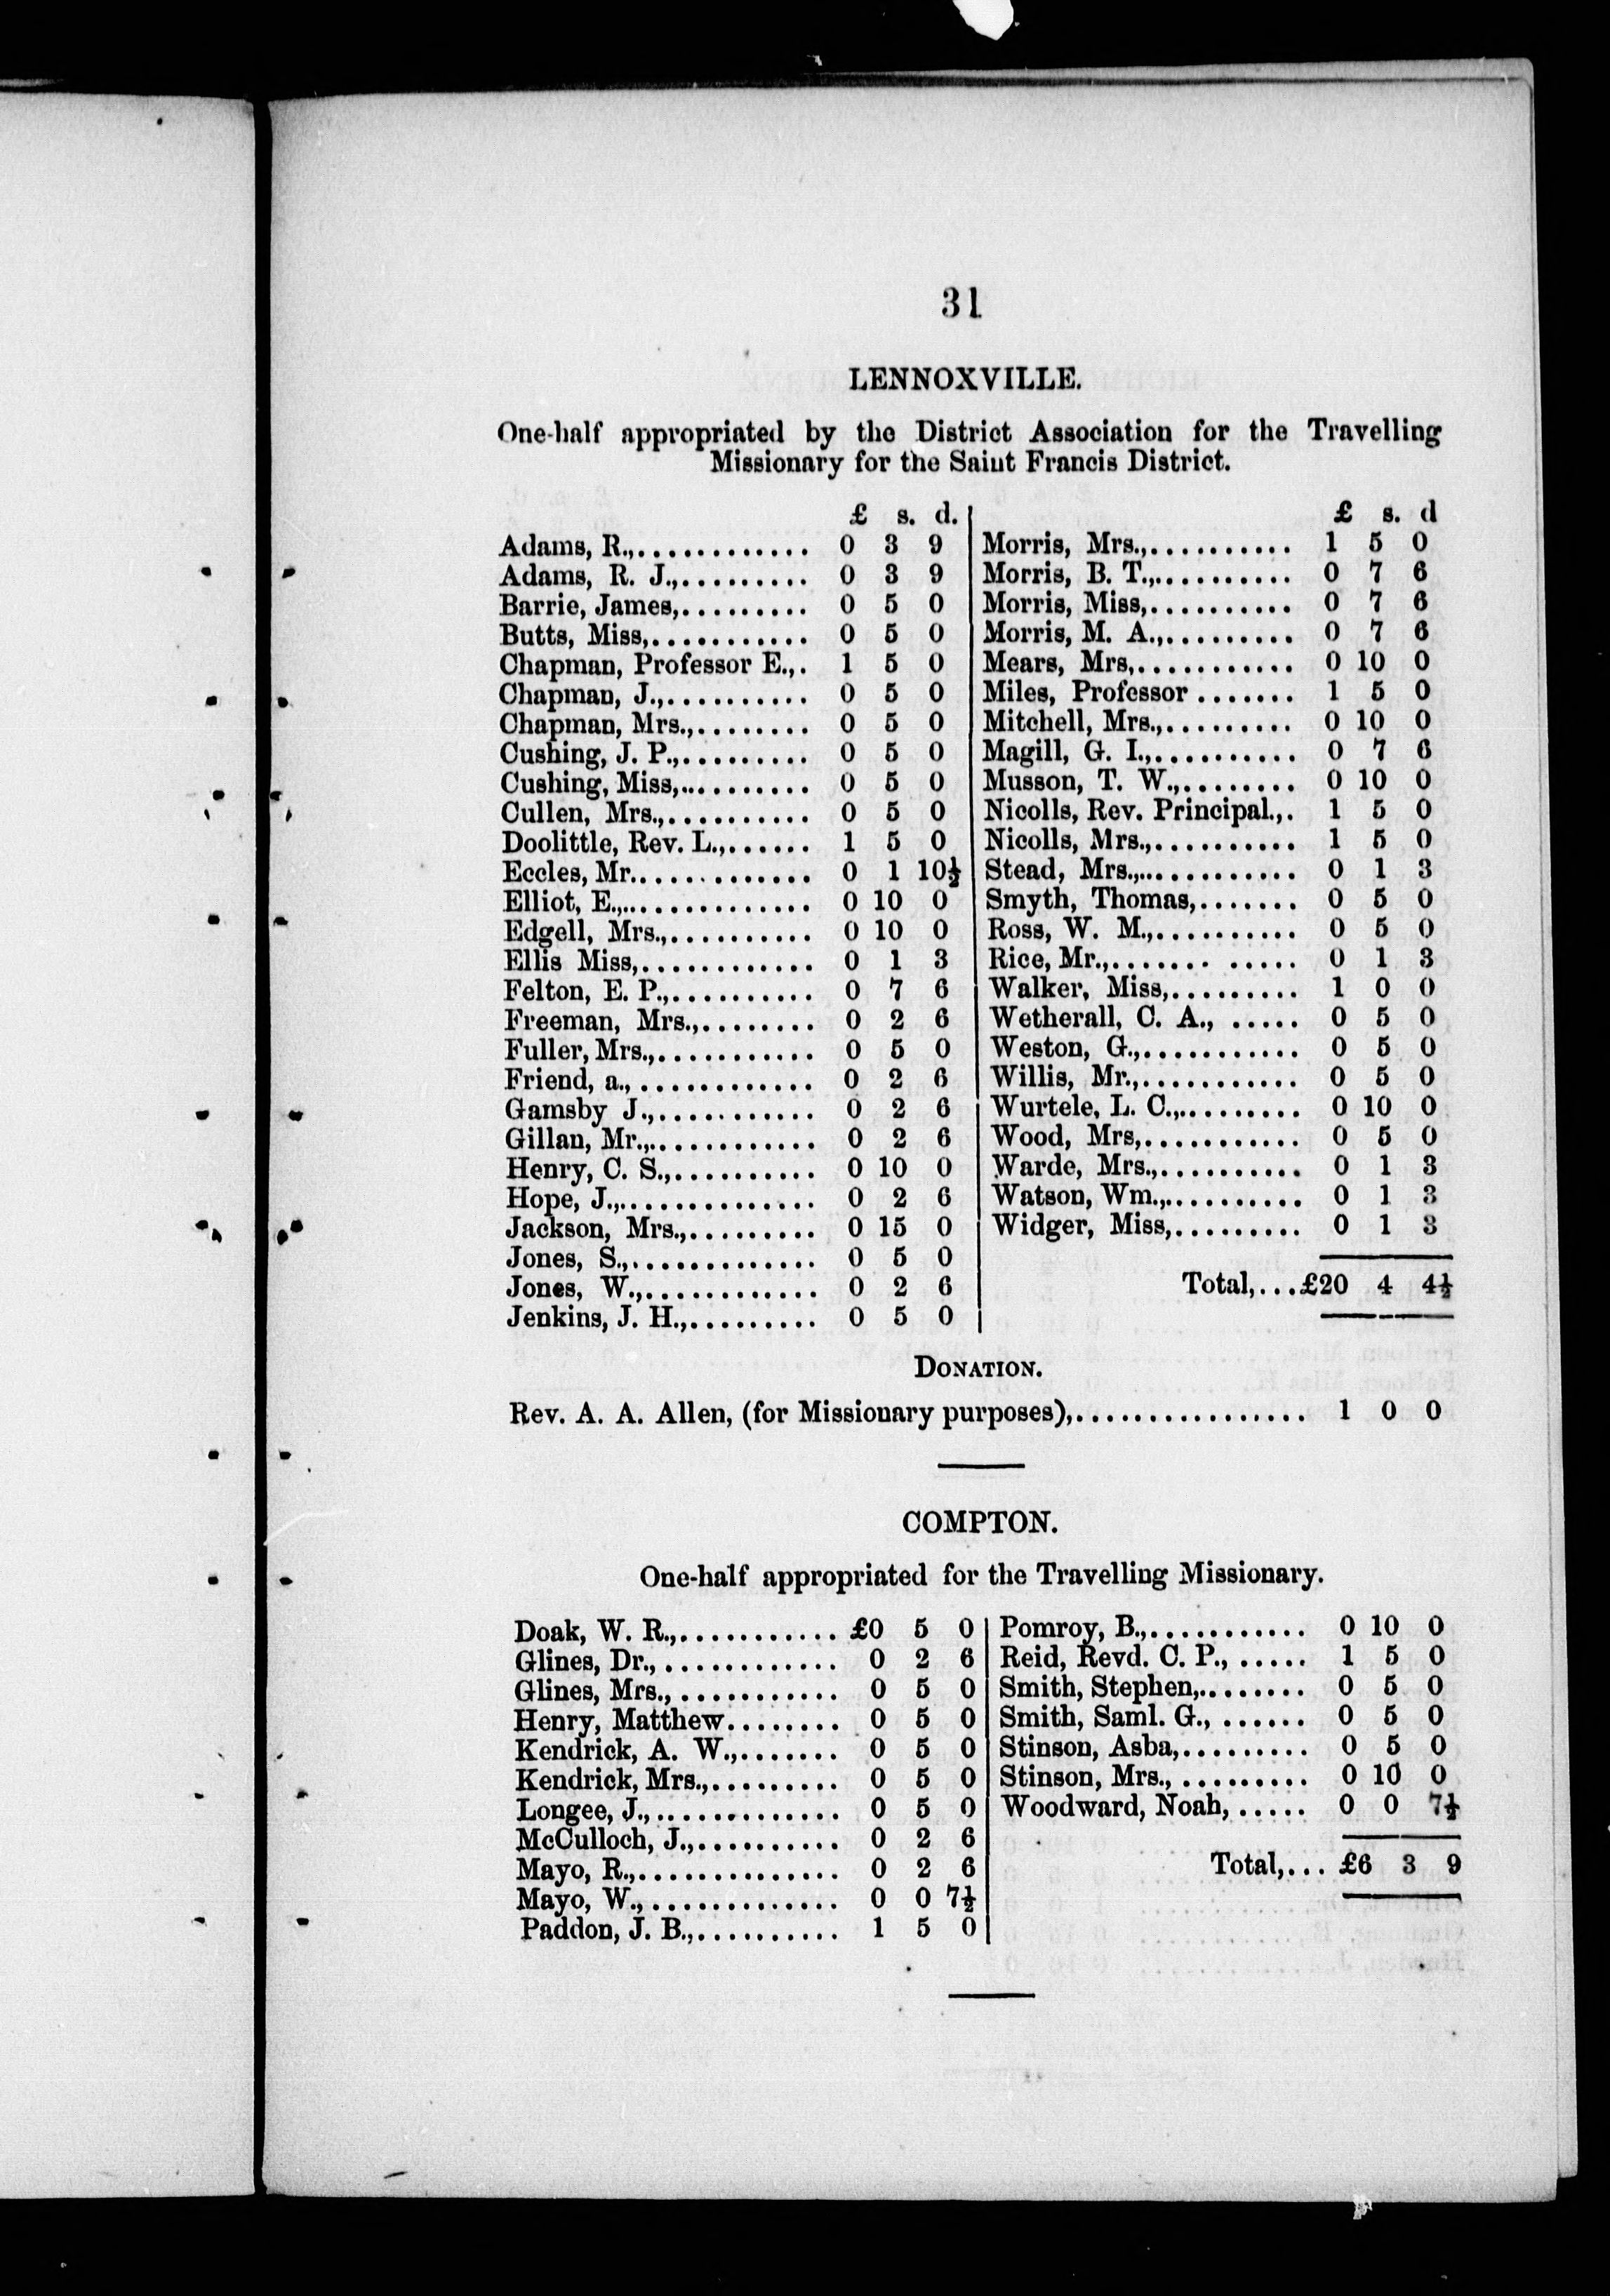 31
LENNOXVILLE.
One-half appropriated by the District Association for the Travelling
Missionary for the Saint Francis District.
£ s. d.
Adams, R.,............ 0 3 9
Adams, R. J.,......... 0 3 9
Barrie, James,......... 0 5 0
Butts, Miss,........... 0 5 0
Chapman, Professor E.,. 1 5 0
Chapman, J.,.......... 0 5 0
Chapman, Mrs.,........ 0 5 0
Cushing, J. P.,......... 0 5 0
Cushing, Miss,.......... 0 5 0
Cullen, Mrs.,.......... 0 5 0
Doolittle, Rev. L.,...... 1 5 0
Eccles, Mr............. 0 1 10½
Elliot, E.,.............. 0 10 0
Edgell, Mrs.,.......... 0 10 0
Ellis Miss,............ 0 1 3
Felton, E. P.,.......... 0 7 6
Freeman, Mrs.,........ 0 2 6
Fuller, Mrs.,........... 0 5 0
Friend, a., ............ 0 2 6
Gamsby J.,........... 0 2 6
Gillan, Mr.,............ 0 2 6
Henry, C. S.,.......... 0 10 0
Hope, J.,.............. 0 2 6
Jackson, Mrs.,......... 0 15 0
Jones, S.,............. 0 5 0
Jones, W.,............ 0 2 6
Jenkins, J. H.,......... 0 5 0
£ s. d
Morris, Mrs.,.......... 1 5 0
Morris, B. T.,.......... 0 7 6
Morris, Miss,.......... 0 7 6
Morris, M. A.,......... 0 7 6
Mears, Mrs,........... 0 10 0
Miles, Professor ....... 1 5 0
Mitchell, Mrs.,......... 0 10 0
Magill, G. I.,.......... 0 7 6
Musson, T. W.,........ 0 10 0
Nicolls, Rev. Principal.,. 1 5 0
Nicolls, Mrs.,.......... 1 5 0
Stead, Mrs.,........... 0 1 3
Smyth, Thomas,....... 0 5 0
Ross, W. M.,.......... 0 5 0
Rice, Mr.,....... ..... 0 1 3
Walker, Miss,......... 1 0 0
Wetherall, C. A., ..... 0 5 0
Weston, G.,........... 0 5 0
Willis, Mr.,........... 0 5 0
Wurtele, L. C.,......... 0 10 0
Wood, Mrs,........... 0 5 0
Warde, Mrs.,.......... 0 1 3
Watson, Wm.,.......... 0 1 3
Widger, Miss,......... 0 1 3
Total,...£20 4 4½
DONATION.
Rev. A. A. Allen, (for Missionary purposes),................ 1 0 0
COMPTON.
One-half appropriated for the Travelling Missionary.
Doak, W. R.,........... £0 5 0
Glines, Dr., ............ 0 2 6
Glines, Mrs., ........... 0 5 0
Henry, Matthew........ 0 5 0
Kendrick, A. W.,....... 0 5 0
Kendrick, Mrs.,......... 0 5 0
Longee, J.,............. 0 5 0
McCulloch, J.,.......... 0 2 6
Mayo, R.,.............. 0 2 6
Mayo, W., ............. 0 0 7½
Paddon, J. B.,.......... 1 5 0
Pomroy, B.,........... 0 10 0
Reid, Revd. C. P., ..... 1 5 0
Smith, Stephen,........ 0 5 0
Smith, Saml. G., ...... 0 5 0
Stinson, Asba,......... 0 5 0
Stinson, Mrs., ......... 0 10 0
Woodward, Noah, ..... 0 0 7½
Total,... £6 3 9